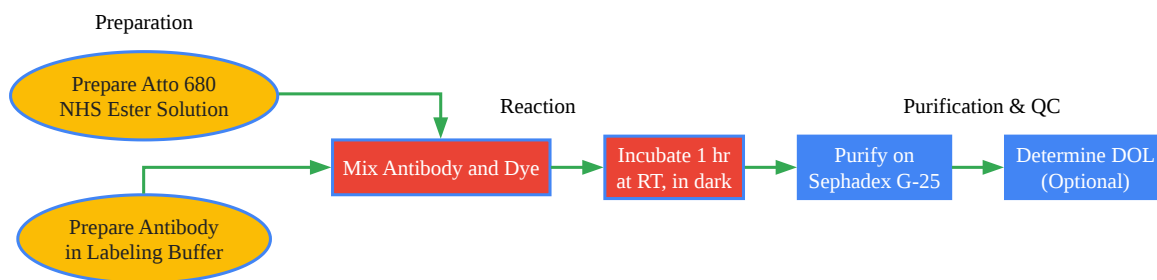 Preparation
Prepare Atto 680
NHS Ester Solution
Prepare Antibody
in Labeling Buffer
Reaction
Mix Antibody and Dye
Incubate 1 hr
at RT, in dark
Purification & QC
Purify on
Sephadex G-25
Determine DOL
(Optional)